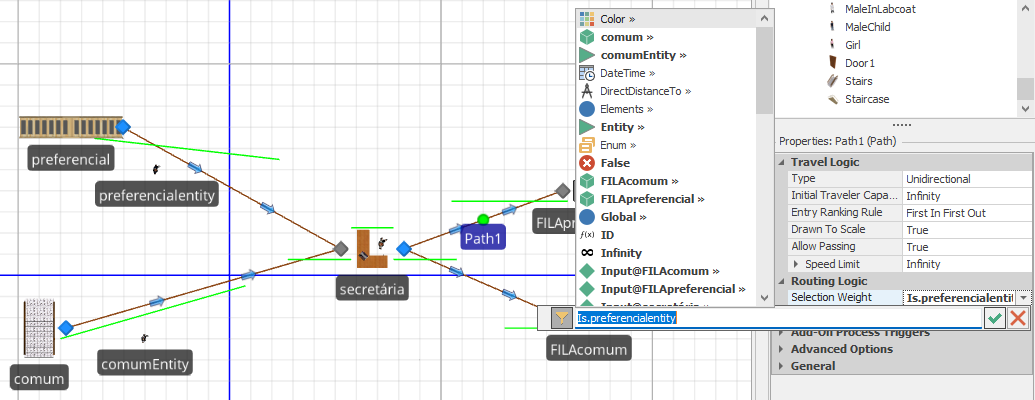 preferencial
preferencialentity
secretária
comum
comumEntity
Path1
FILApr
FILAcomum
Color »
comum »
comumEntity »
DateTime »
DirectDistanceTo »
Elements »
Entity »
Enum »
False
FILAcomum »
FILApreferencial »
Global »
ID
Infinity
Input@FILAcomum »
Input@FILApreferencial »
Input@secretária »
Is.preferencialentity
MaleInLabcoat
MaleChild
Girl
Door1
Stairs
Staircase
Properties: Path1 (Path)
Travel Logic
Type Unidirectional
Initial Traveler Capa... Infinity
Entry Ranking Rule First In First Out
Drawn To Scale True
Allow Passing True
Speed Limit Infinity
Routing Logic
Selection Weight Is.preferencialenti
Add-On Process Triggers
Advanced Options
General